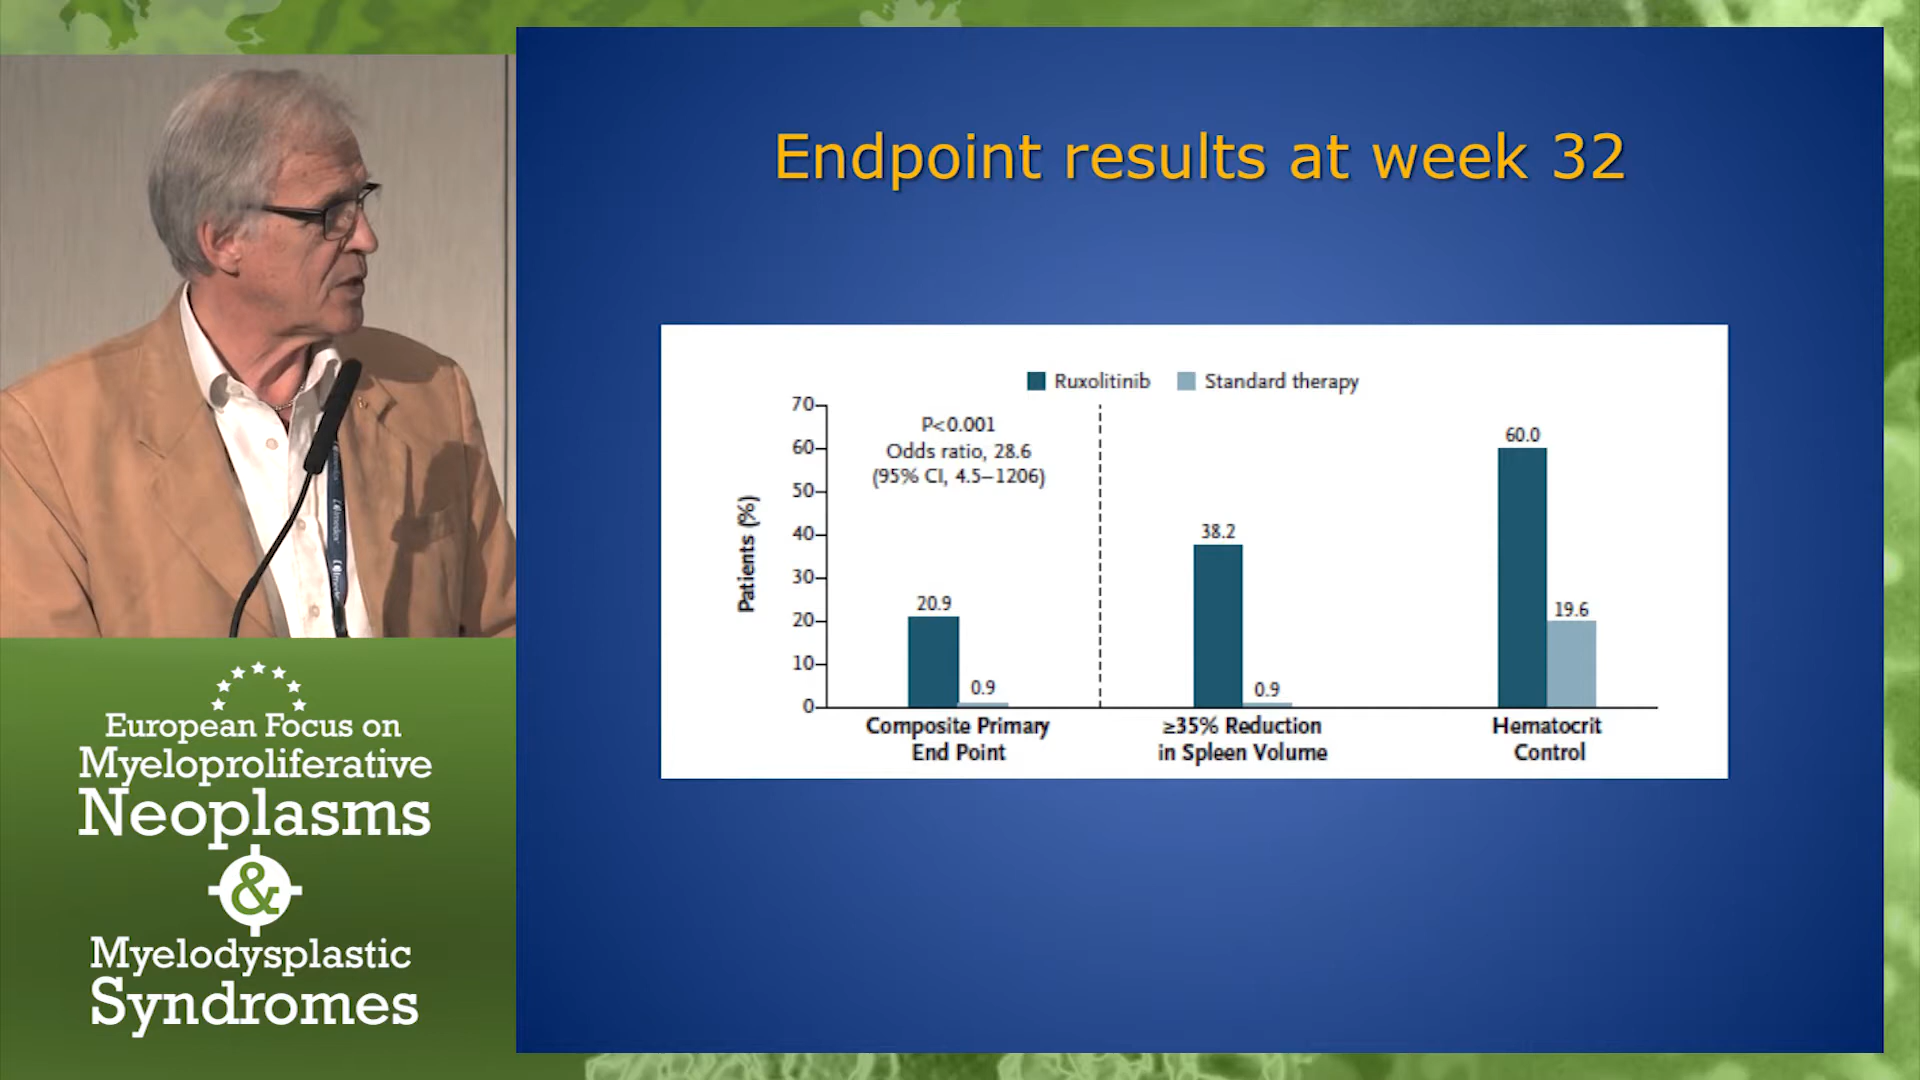 Endpoint results at week 32
Ruxolitinib
Standard therapy
Patients (%)
70
60
50
40
30
20
10
0
P<0.001
Odds ratio, 28.6
(95% CI, 4.5–1206)
20.9
0.9
38.2
0.9
60.0
19.6
Composite Primary
End Point
≥35% Reduction
in Spleen Volume
Hematocrit
Control
European Focus on
Myeloproliferative
Neoplasms
&
Myelodysplastic
Syndromes